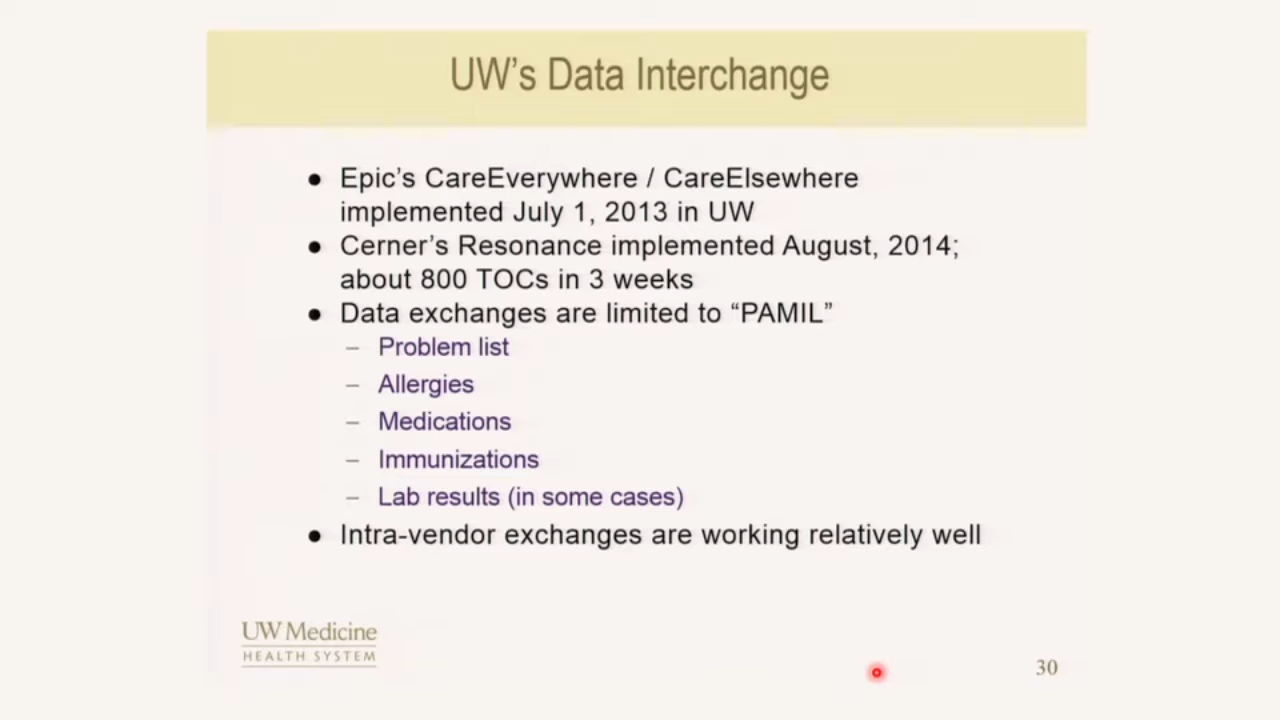 UW's Data Interchange
● Epic's CareEverywhere / CareElsewhere
implemented July 1, 2013 in UW
● Cerner's Resonance implemented August, 2014;
about 800 TOCs in 3 weeks
● Data exchanges are limited to “PAMIL”
– Problem list
– Allergies
– Medications
– Immunizations
– Lab results (in some cases)
● Intra-vendor exchanges are working relatively well
UW Medicine
HEALTH SYSTEM
30